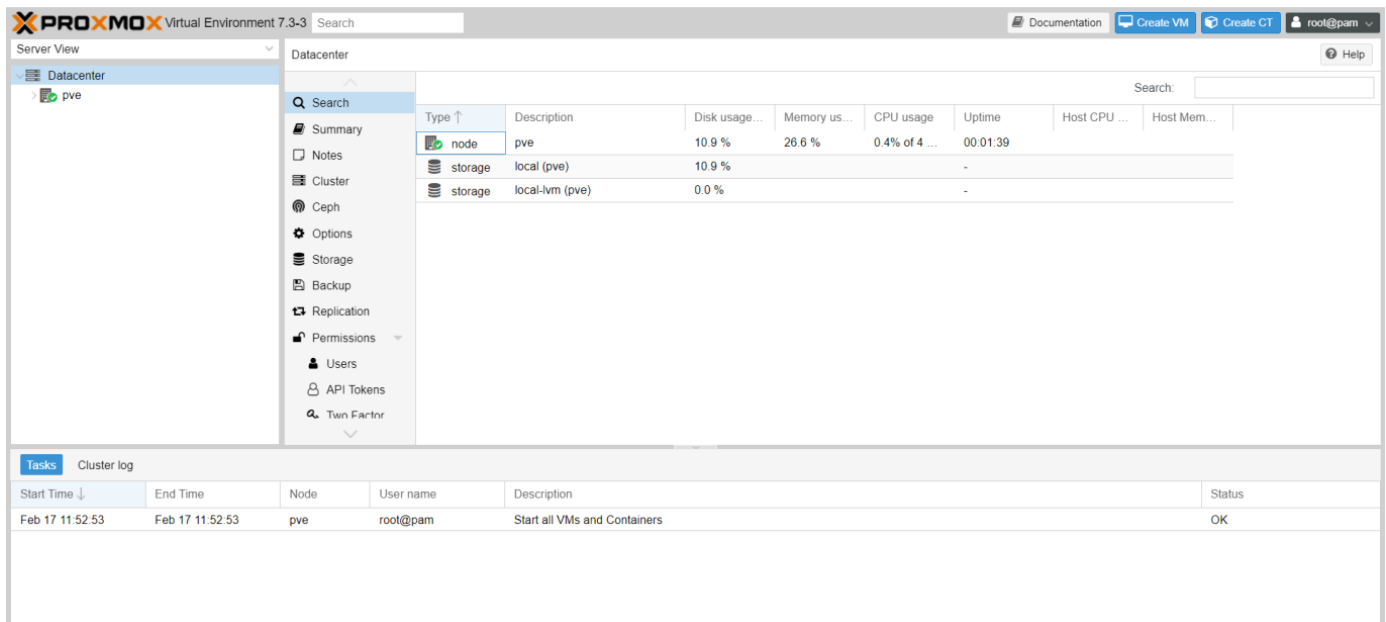 PROXMOX Virtual Environment 7.3-3 Search Documentation Create VM Create CT root@pam
Server View
Datacenter
pve
Datacenter Help
Search
Summary
Notes
Cluster
Ceph
Options
Storage
Backup
Replication
Permissions
Users
API Tokens
Two Factor
Search:
Type Description Disk usage... Memory us... CPU usage Uptime Host CPU ... Host Mem...
node pve 10.9 % 26.6 % 0.4% of 4 ... 00:01:39
storage local (pve) 10.9 % -
storage local-lvm (pve) 0.0 % -
Tasks Cluster log
Start Time End Time Node User name Description Status
Feb 17 11:52:53 Feb 17 11:52:53 pve root@pam Start all VMs and Containers OK